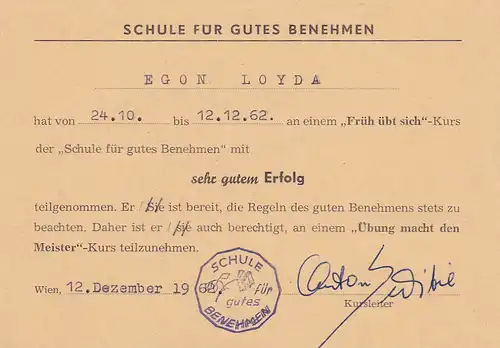 SCHULE FÜR GUTES BENEHMEN
EGON LOYDA
hat von 24.10. bis 12.12.62. an einem „Früh übt sich“-Kurs
der „Schule für gutes Benehmen“ mit
sehr gutem Erfolg
teilgenommen. Er / sie ist bereit, die Regeln des guten Benehmens stets zu
beachten. Daher ist er / sie auch berechtigt, an einem „Übung macht den
Meister“-Kurs teilzunehmen.
SCHULE
für
gutes
BENEHMEN
Wien, 12. Dezember 1962.
Anton
Kursleiter